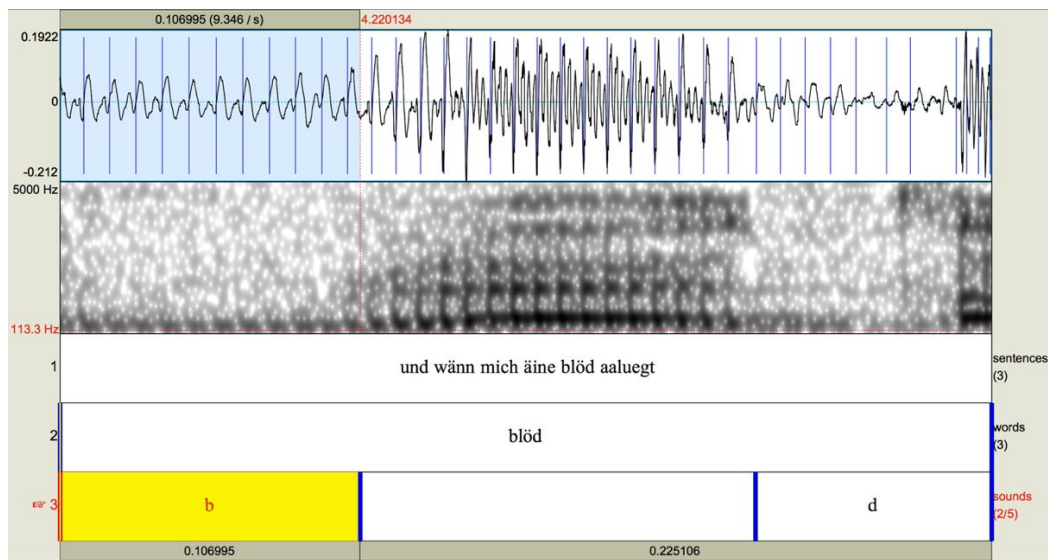 0.106995 (9.346 / s) 4.220134
0.1922
0
-0.212
5000 Hz
113.3 Hz
1 und wänn mich äine blöd aaluegt sentences
(3)
2 blöd words
(3)
☞ 3 b d sounds
(2/5)
0.106995 0.225106